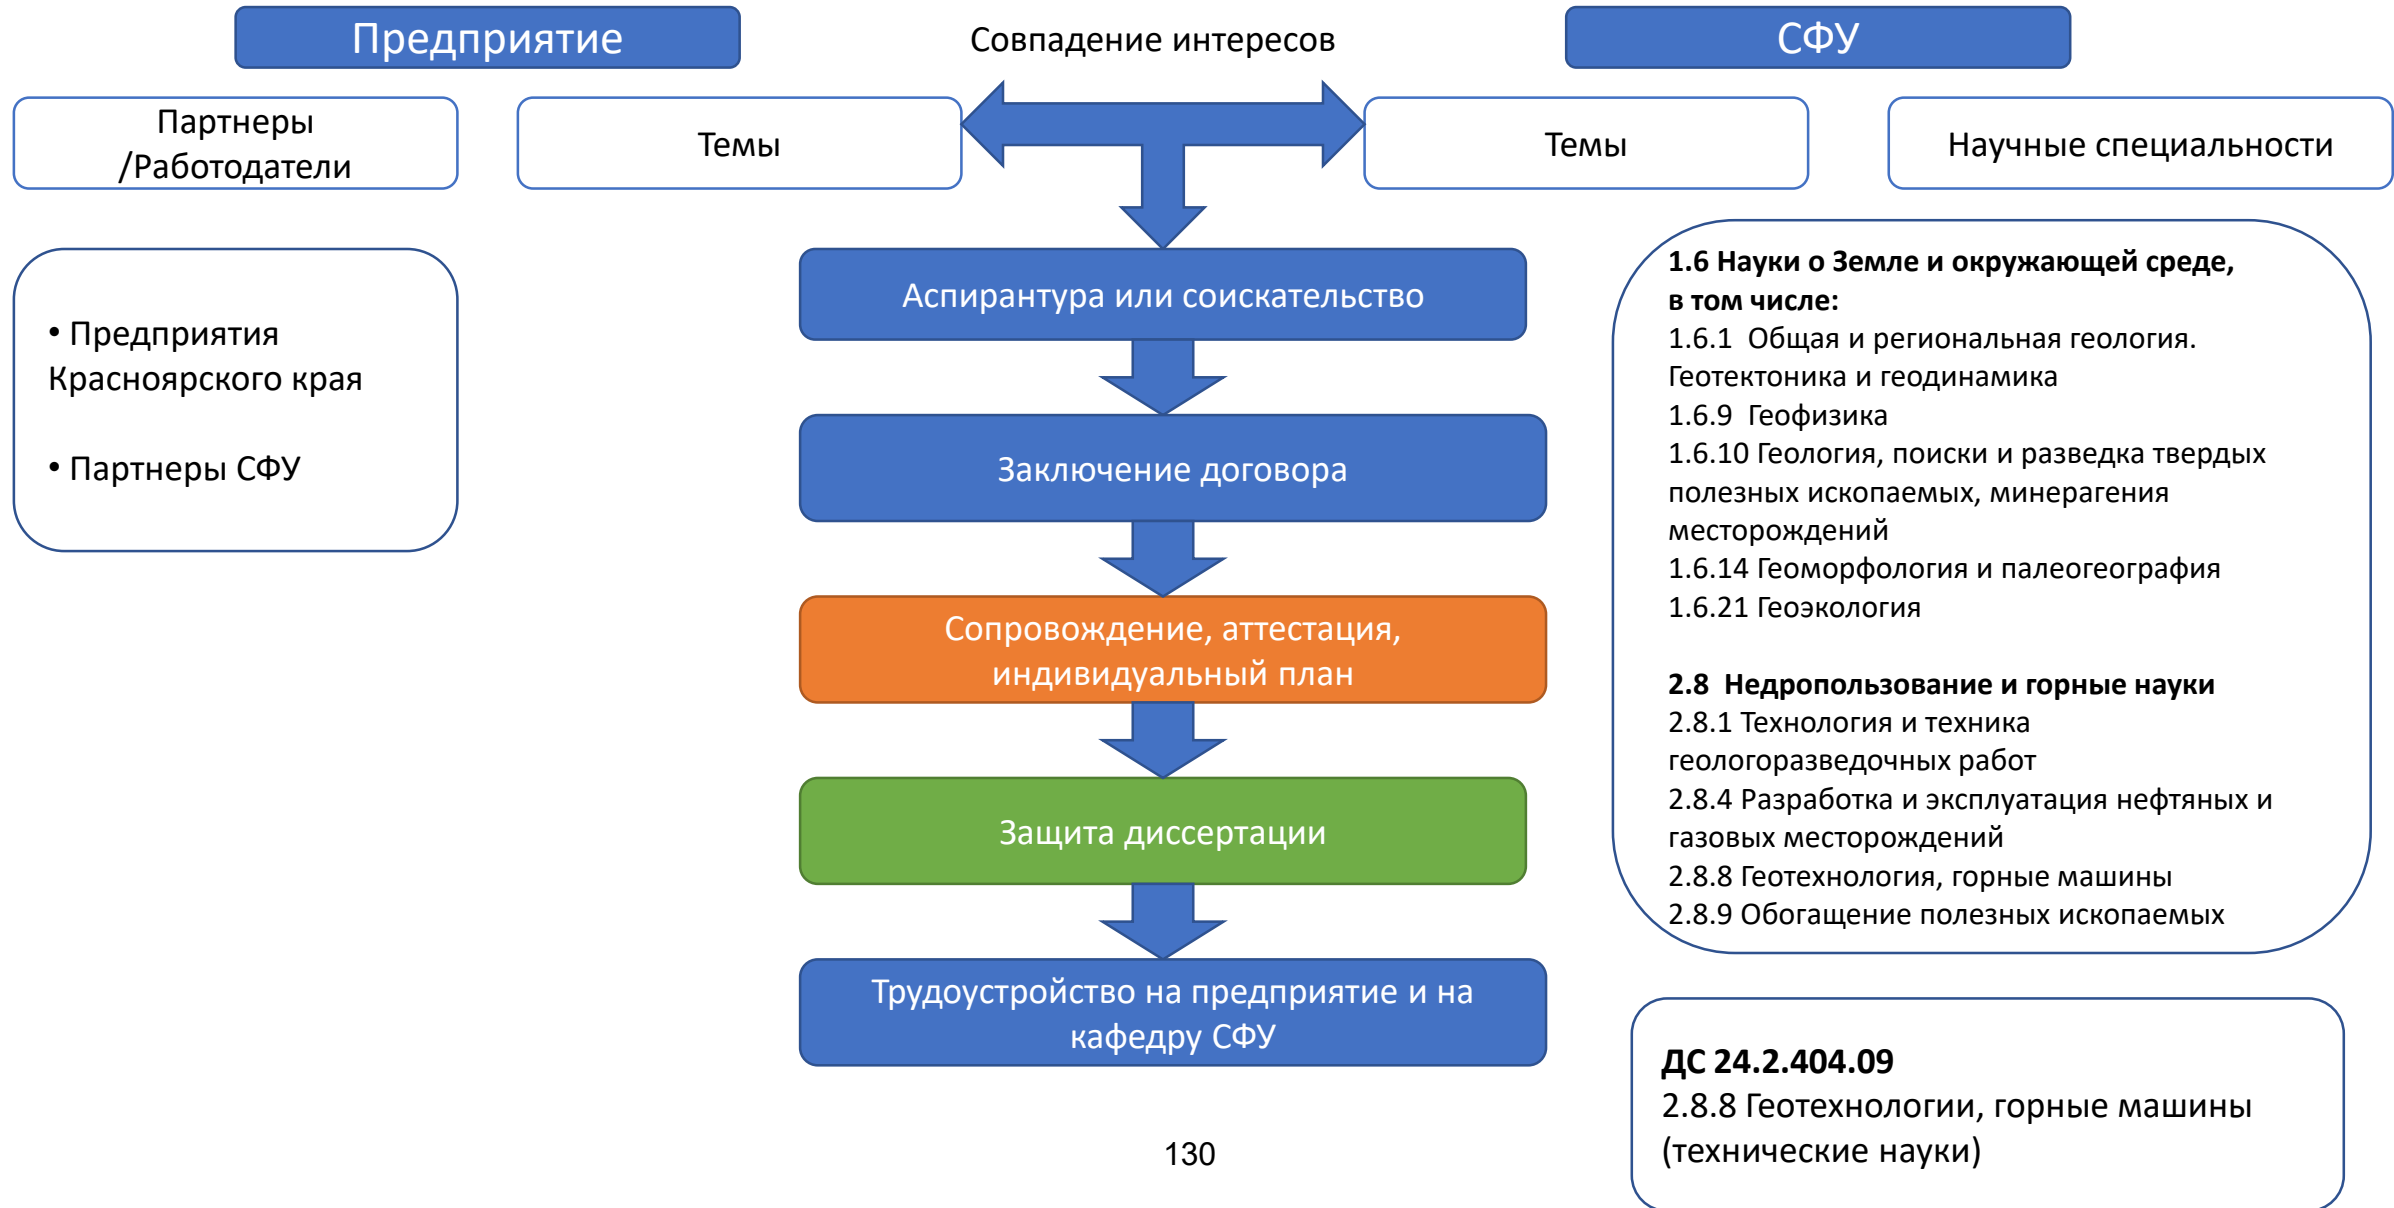 Предприятие
Совпадение интересов
СФУ
Партнеры
/Работодатели
Темы
Темы
Научные специальности
• Предприятия
Красноярского края
• Партнеры СФУ
Аспирантура или соискательство
Заключение договора
Сопровождение, аттестация,
индивидуальный план
Защита диссертации
Трудоустройство на предприятие и на
кафедру СФУ
1.6 Науки о Земле и окружающей среде,
в том числе:
1.6.1  Общая и региональная геология.
Геотектоника и геодинамика
1.6.9  Геофизика
1.6.10 Геология, поиски и разведка твердых
полезных ископаемых, минерагения
месторождений
1.6.14 Геоморфология и палеогеография
1.6.21 Геоэкология
2.8  Недропользование и горные науки
2.8.1 Технология и техника
геологоразведочных работ
2.8.4 Разработка и эксплуатация нефтяных и
газовых месторождений
2.8.8 Геотехнология, горные машины
2.8.9 Обогащение полезных ископаемых
ДС 24.2.404.09
2.8.8 Геотехнологии, горные машины
(технические науки)
130